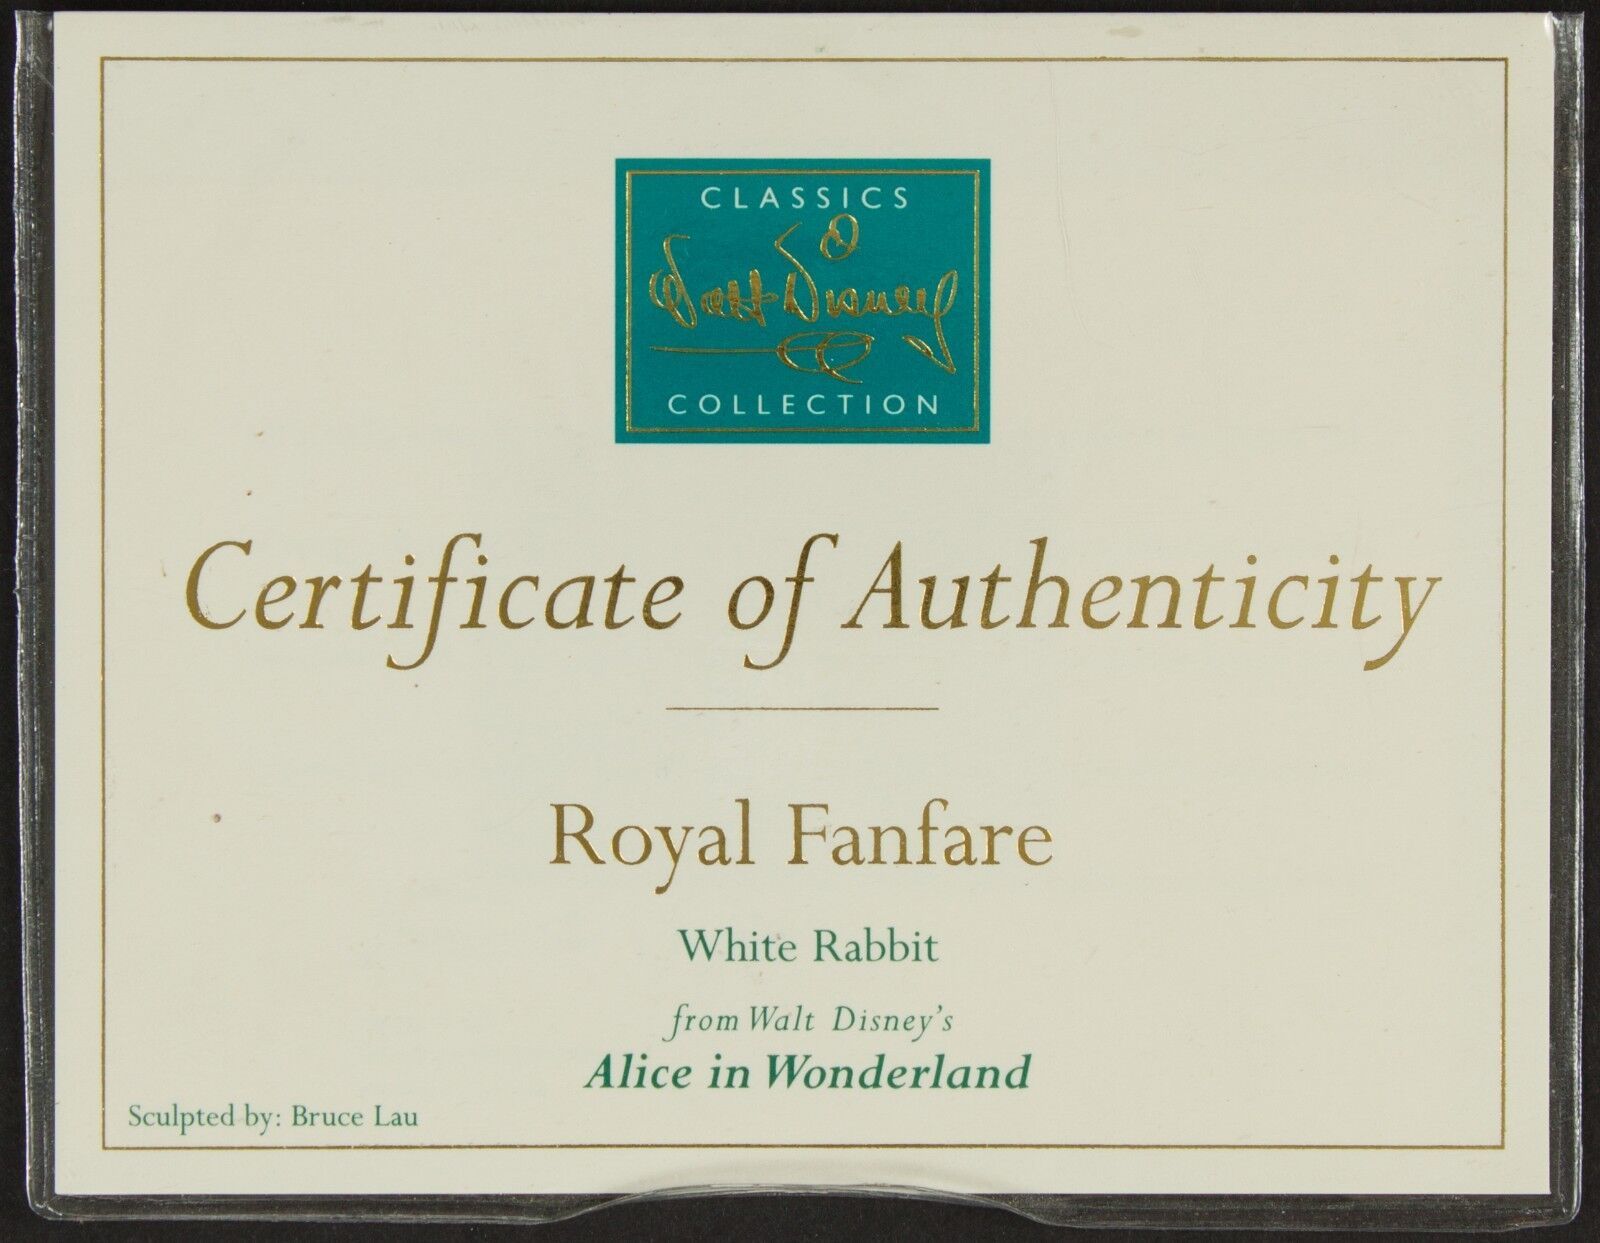 CLASSICS
Walt Disney
COLLECTION
Certificate of Authenticity
Royal Fanfare
White Rabbit
from Walt Disney's
Alice in Wonderland
Sculpted by: Bruce Lau